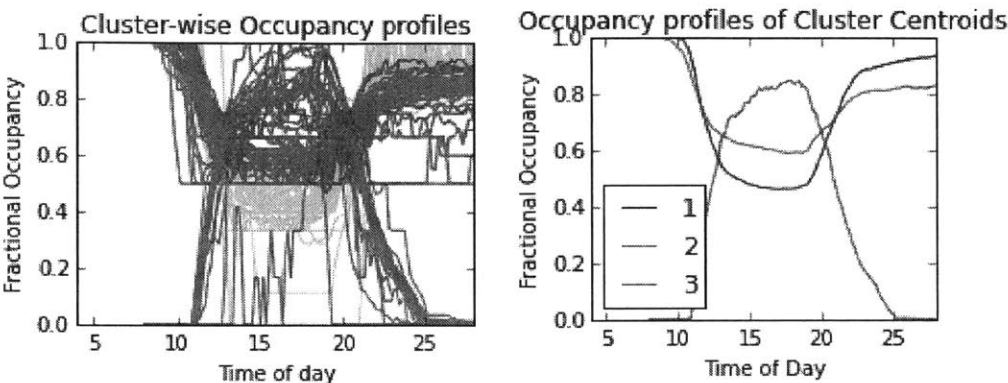 Cluster-wise Occupancy profiles
Fractional Occupancy
1.0
0.8
0.6
0.4
0.2
0.0
5 10 15 20 25
Time of day
Occupancy profiles of Cluster Centroids
Fractional Occupancy
1.0
0.8
0.6
0.4
0.2
0.0
1
2
3
5 10 15 20 25
Time of Day